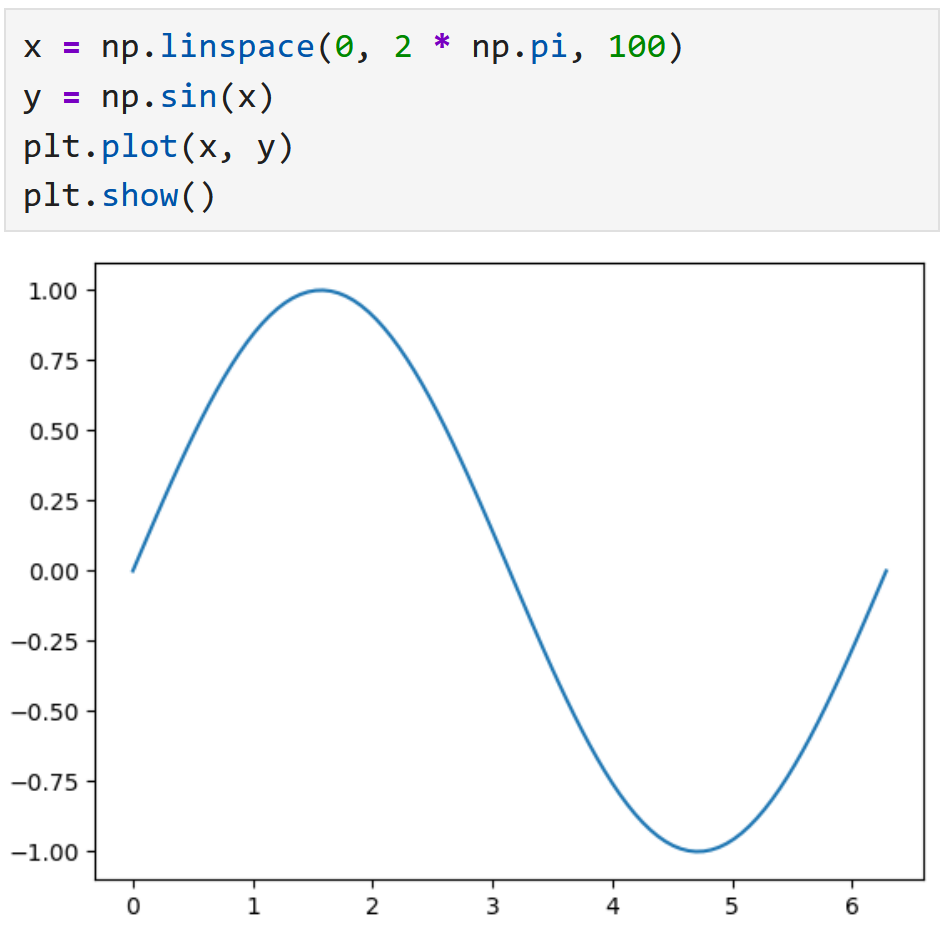 x = np.linspace(0, 2 * np.pi, 100)
y = np.sin(x)
plt.plot(x, y)
plt.show()
1.00
0.75
0.50
0.25
0.00
−0.25
−0.50
−0.75
−1.00
0 1 2 3 4 5 6